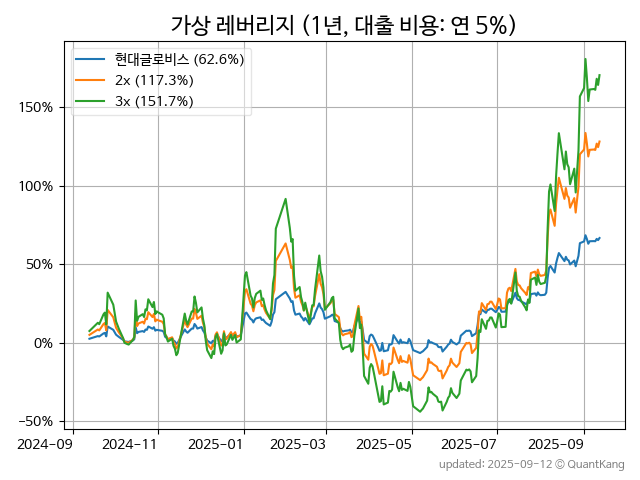 가상 레버리지 (1년, 대출 비용: 연 5%)
현대글로비스 (62.6%)
2x (117.3%)
3x (151.7%)
150%
100%
50%
0%
−50%
2024-09 2024-11 2025-01 2025-03 2025-05 2025-07 2025-09
updated: 2025-09-12 © QuantKang